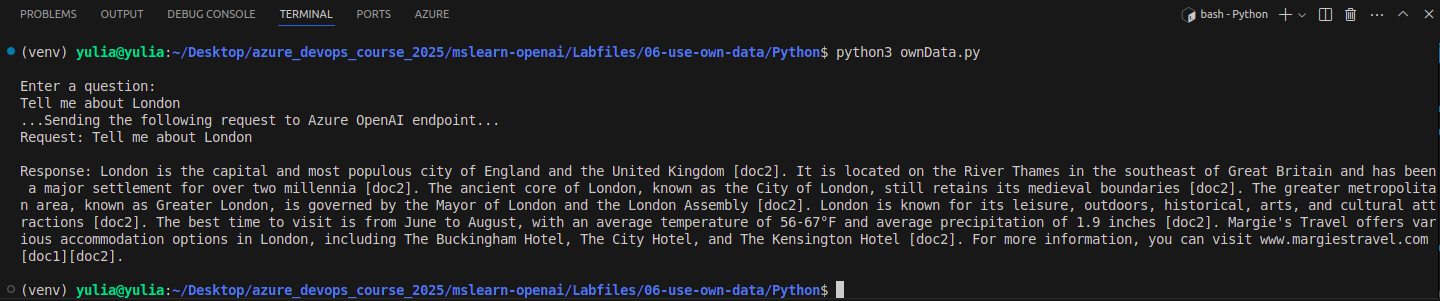 PROBLEMS OUTPUT DEBUG CONSOLE TERMINAL PORTS AZURE bash - Python
(venv) yulia@yulia:~/Desktop/azure_devops_course_2025/mslearn-openai/Labfiles/06-use-own-data/Python$ python3 ownData.py
Enter a question:
Tell me about London
...Sending the following request to Azure OpenAI endpoint...
Request: Tell me about London
Response: London is the capital and most populous city of England and the United Kingdom [doc2]. It is located on the River Thames in the southeast of Great Britain and has been
a major settlement for over two millennia [doc2]. The ancient core of London, known as the City of London, still retains its medieval boundaries [doc2]. The greater metropolita
n area, known as Greater London, is governed by the Mayor of London and the London Assembly [doc2]. London is known for its leisure, outdoors, historical, arts, and cultural att
ractions [doc2]. The best time to visit is from June to August, with an average temperature of 56-67°F and average precipitation of 1.9 inches [doc2]. Margie's Travel offers var
ious accommodation options in London, including The Buckingham Hotel, The City Hotel, and The Kensington Hotel [doc2]. For more information, you can visit www.margiestravel.com
[doc1][doc2].
(venv) yulia@yulia:~/Desktop/azure_devops_course_2025/mslearn-openai/Labfiles/06-use-own-data/Python$